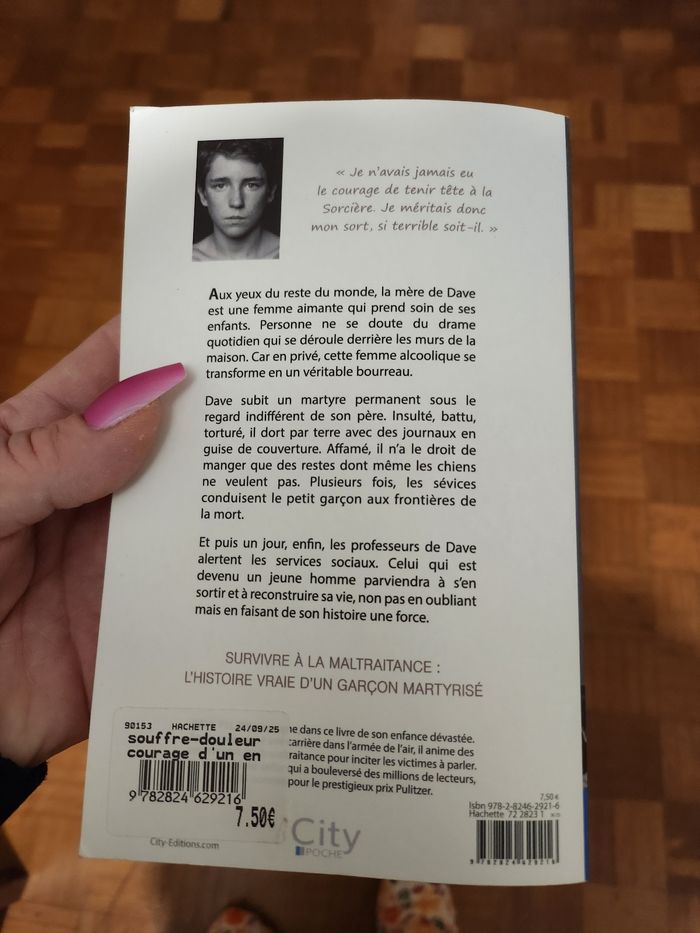 « Je n'avais jamais eu
le courage de tenir tête à la
Sorcière. Je méritais donc
mon sort, si terrible soit-il. »
Aux yeux du reste du monde, la mère de Dave
est une femme aimante qui prend soin de ses
enfants. Personne ne se doute du drame
quotidien qui se déroule derrière les murs de la
maison. Car en privé, cette femme alcoolique se
transforme en un véritable bourreau.
Dave subit un martyre permanent sous le
regard indifférent de son père. Insulté, battu,
torturé, il dort par terre avec des journaux en
guise de couverture. Affamé, il n'a le droit de
manger que des restes dont même les chiens
ne veulent pas. Plusieurs fois, les sévices
conduisent le petit garçon aux frontières de
la mort.
Et puis un jour, enfin, les professeurs de Dave
alertent les services sociaux. Celui qui est
devenu un jeune homme parviendra à s'en
sortir et à reconstruire sa vie, non pas en oubliant
mais en faisant de son histoire une force.
SURVIVRE À LA MALTRAITANCE :
L'HISTOIRE VRAIE D'UN GARÇON MARTYRISÉ
dans ce livre de son enfance dévastée.
carrière dans l'armée de l'air, il anime des
raitance pour inciter les victimes à parler.
qui a bouleversé des millions de lecteurs,
pour le prestigieux prix Pulitzer.
90153 HACHETTE 24/09/25
souffre-douleur
courage d'un en
9 782824 629216
7.50€
City-Editions.com
City
POCHE
7,50 €
Isbn 978-2-8246-2921-6
Hachette 72 2823 1
9 782824 629216